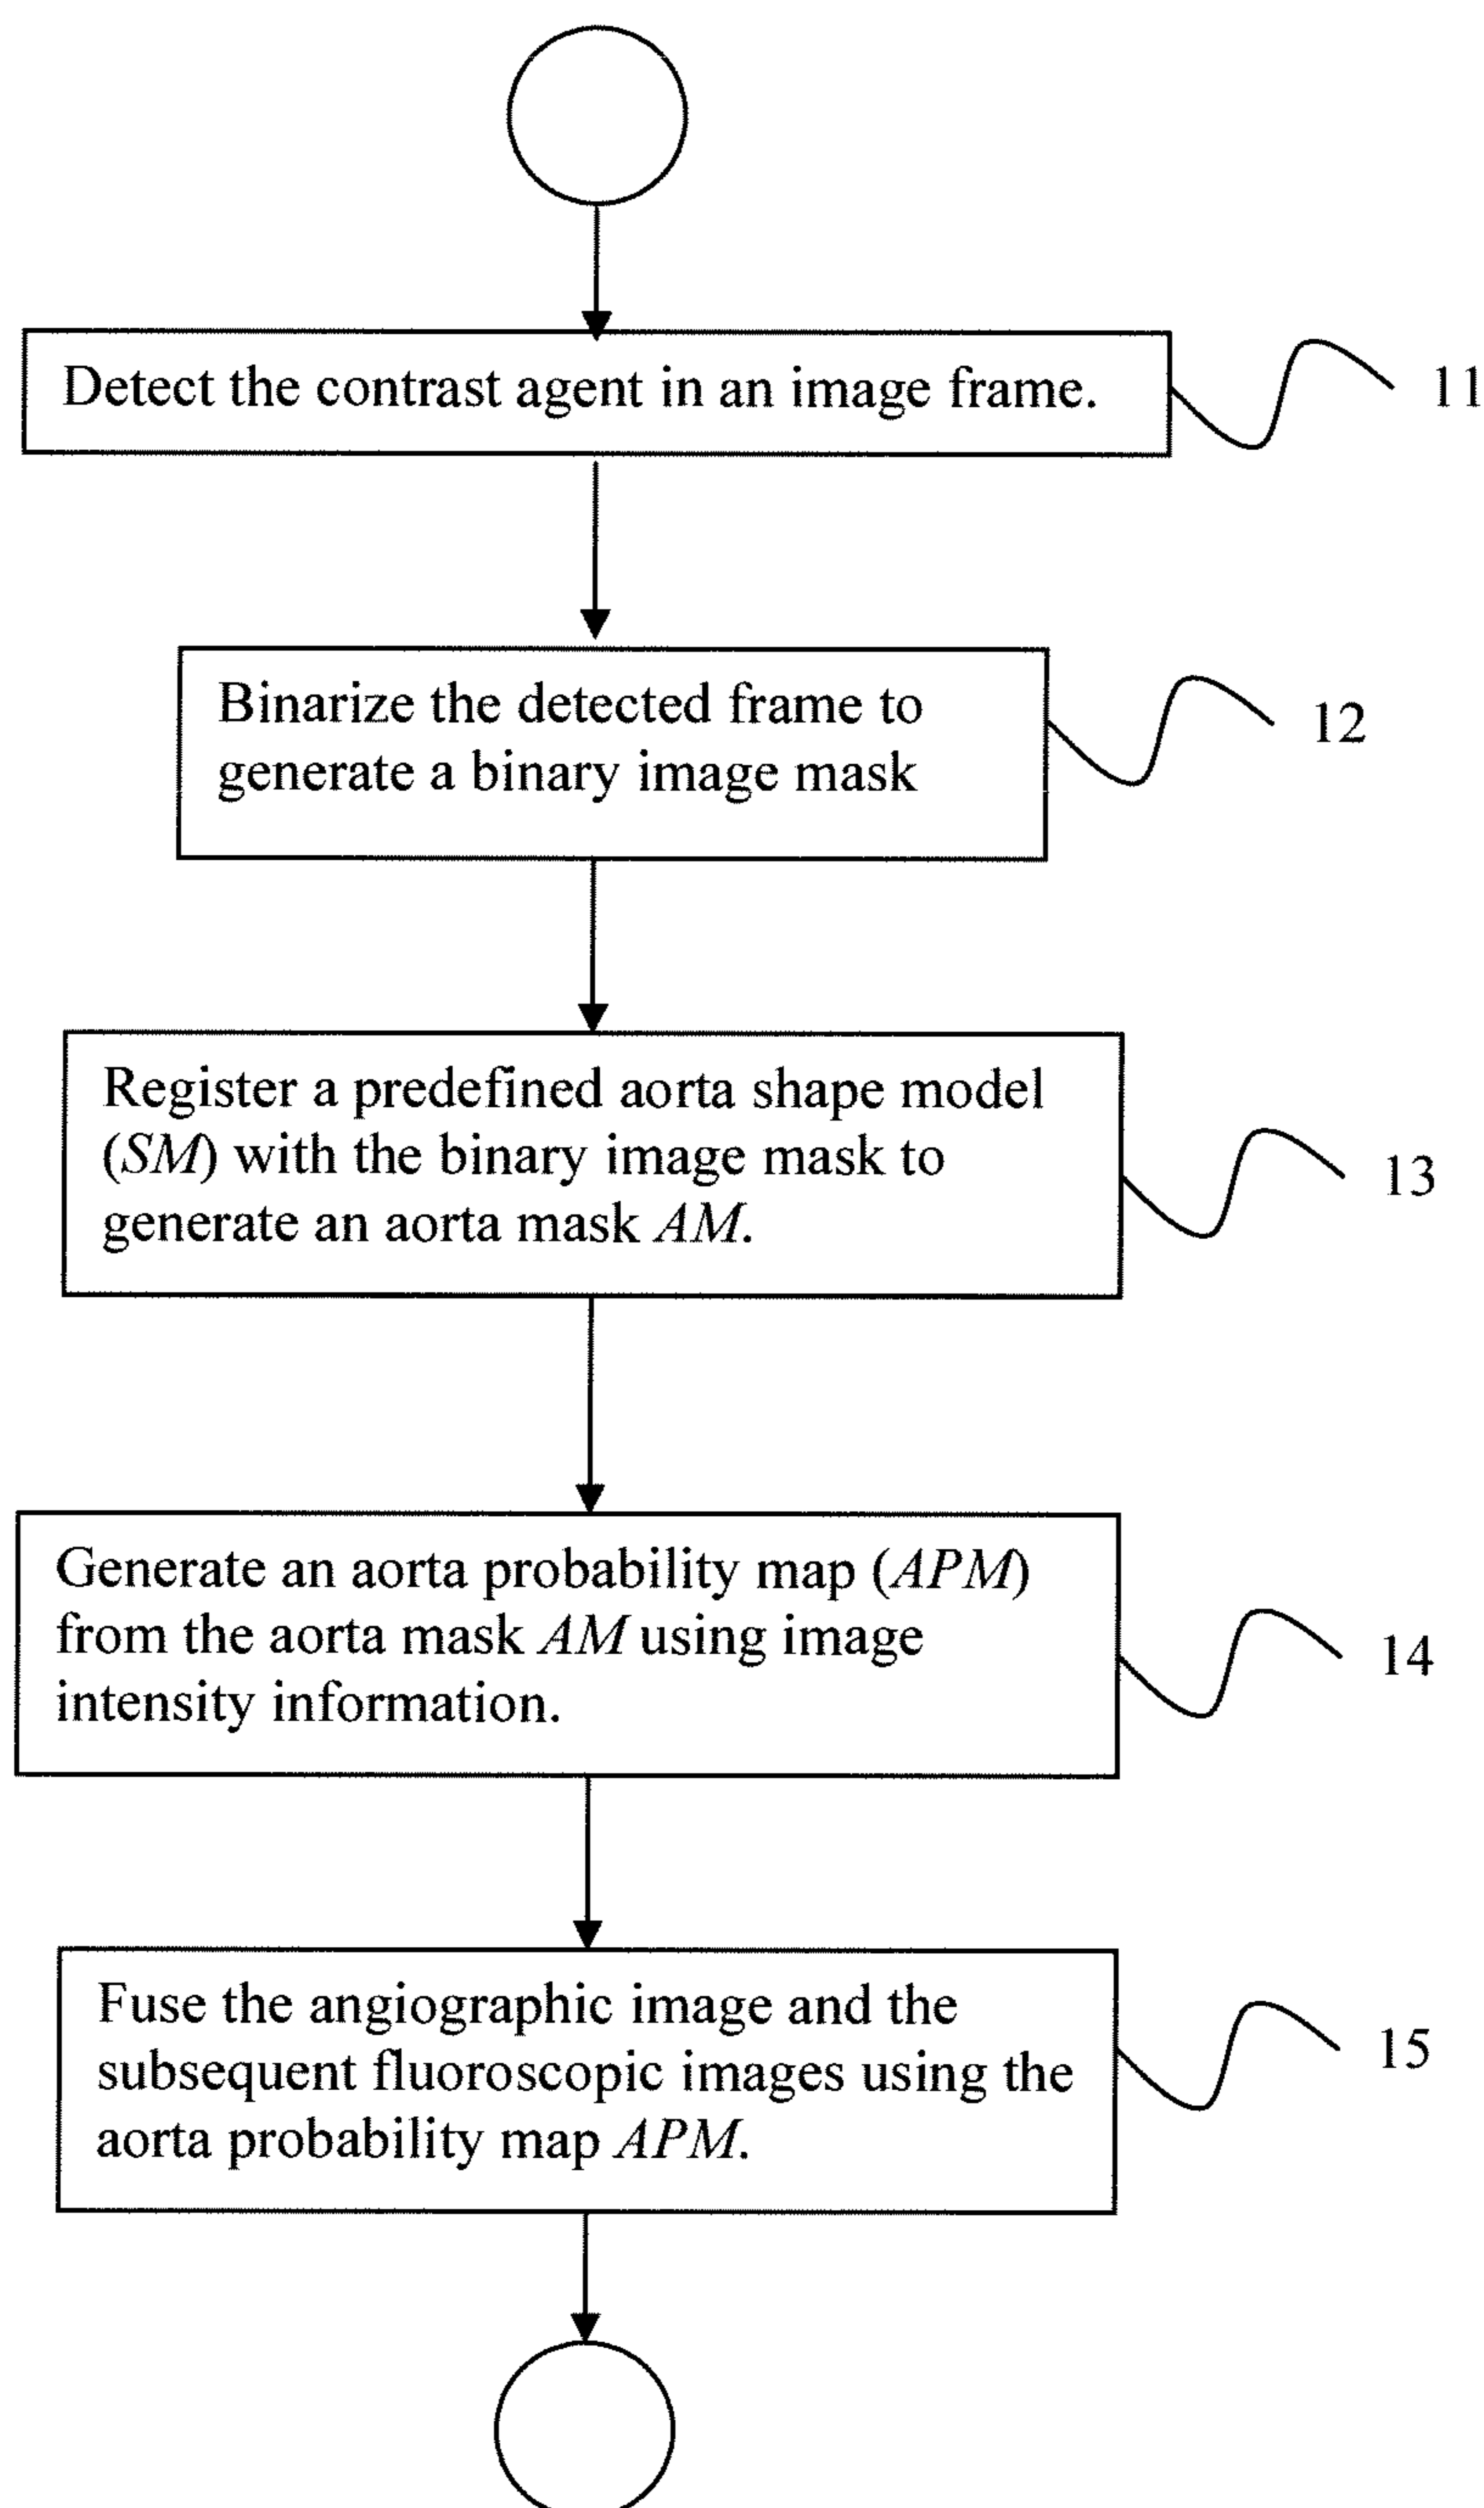 Detect the contrast agent in an image frame.
11
Binarize the detected frame to
generate a binary image mask
12
Register a predefined aorta shape model
(SM) with the binary image mask to
generate an aorta mask AM.
13
Generate an aorta probability map (APM)
from the aorta mask AM using image
intensity information.
14
Fuse the angiographic image and the
subsequent fluoroscopic images using the
aorta probability map APM.
15